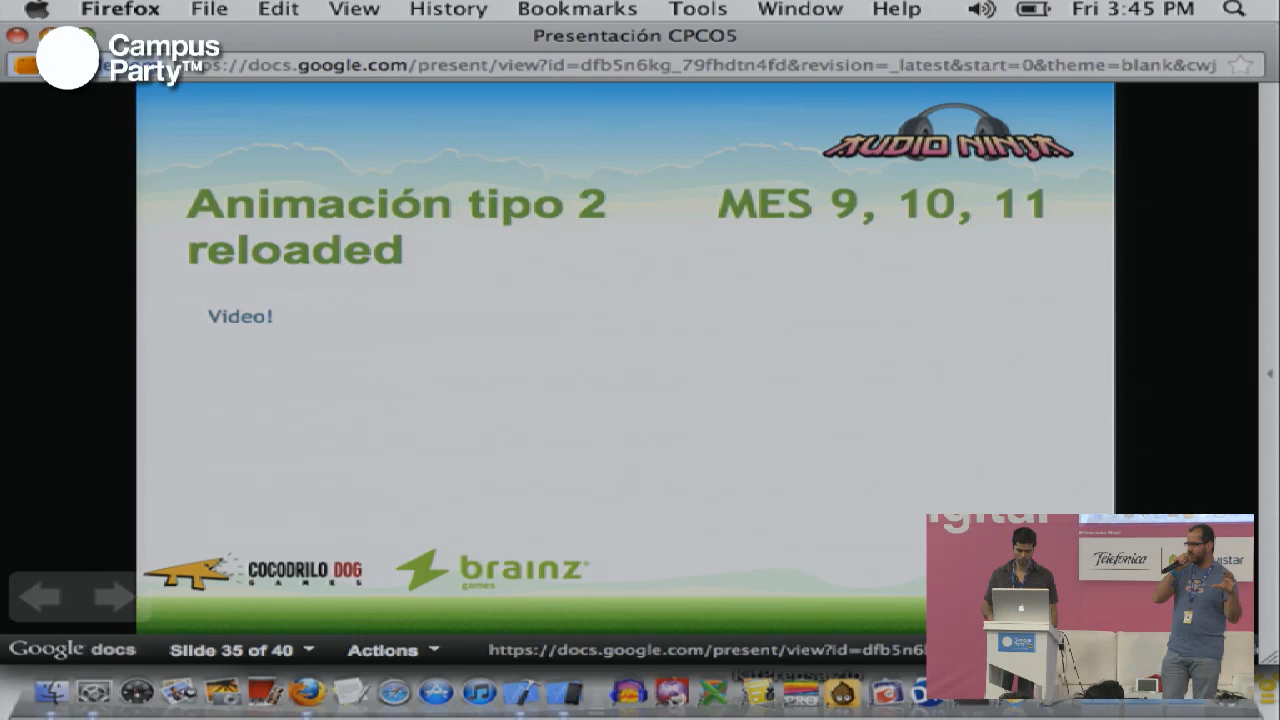 Firefox File Edit View History Bookmarks Tools Window Help Fri 3:45 PM
Presentación CPCO5
Campus
Party™
s://docs.google.com/present/view?id=dfb5n6kg_79fhdtn4fd&revision=_latest&start=0&theme=blank&cwj
AUDIO NINJA
Animación tipo 2
reloaded
MES 9, 10, 11
Video!
COCODRILO DOG
GAMES
brainz
games
igital
Telefónica
Google docs
Slide 35 of 40
Actions
https://docs.google.com/present/view?id=dfb5n6